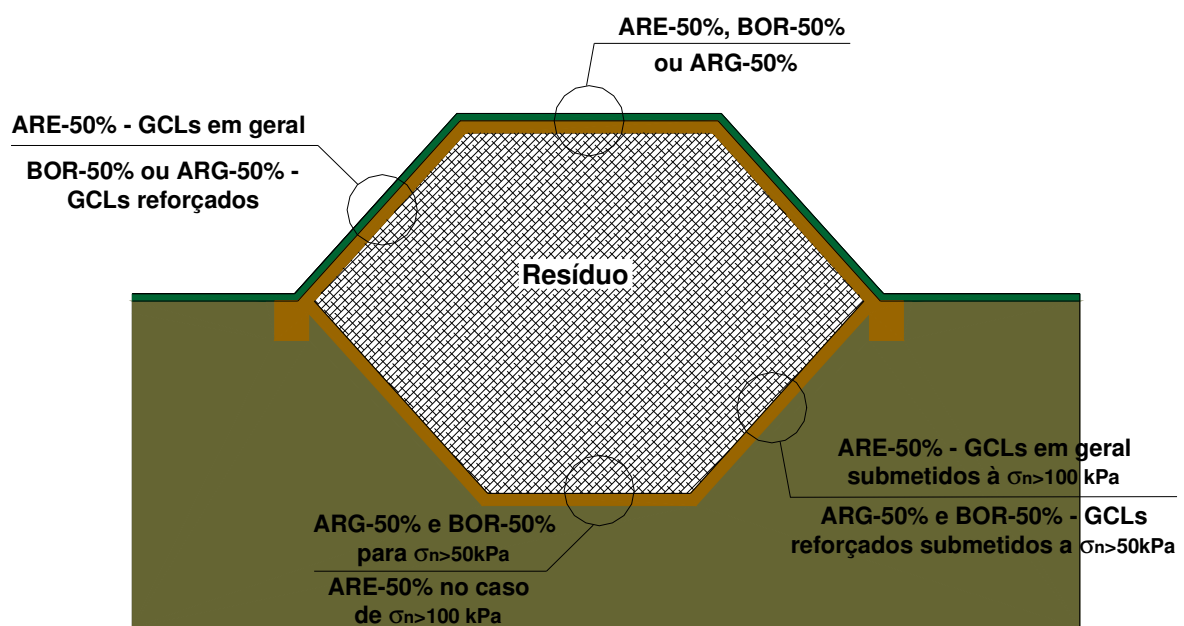 ARE-50%, BOR-50%
ou ARG-50%
ARE-50% - GCLs em geral
BOR-50% ou ARG-50% -
GCLs reforçados
Resíduo
ARE-50% - GCLs em geral
submetidos à σn>100 kPa
ARG-50% e BOR-50% - GCLs
reforçados submetidos a σn>50kPa
ARG-50% e BOR-50%
para σn>50kPa
ARE-50% no caso
de σn>100 kPa